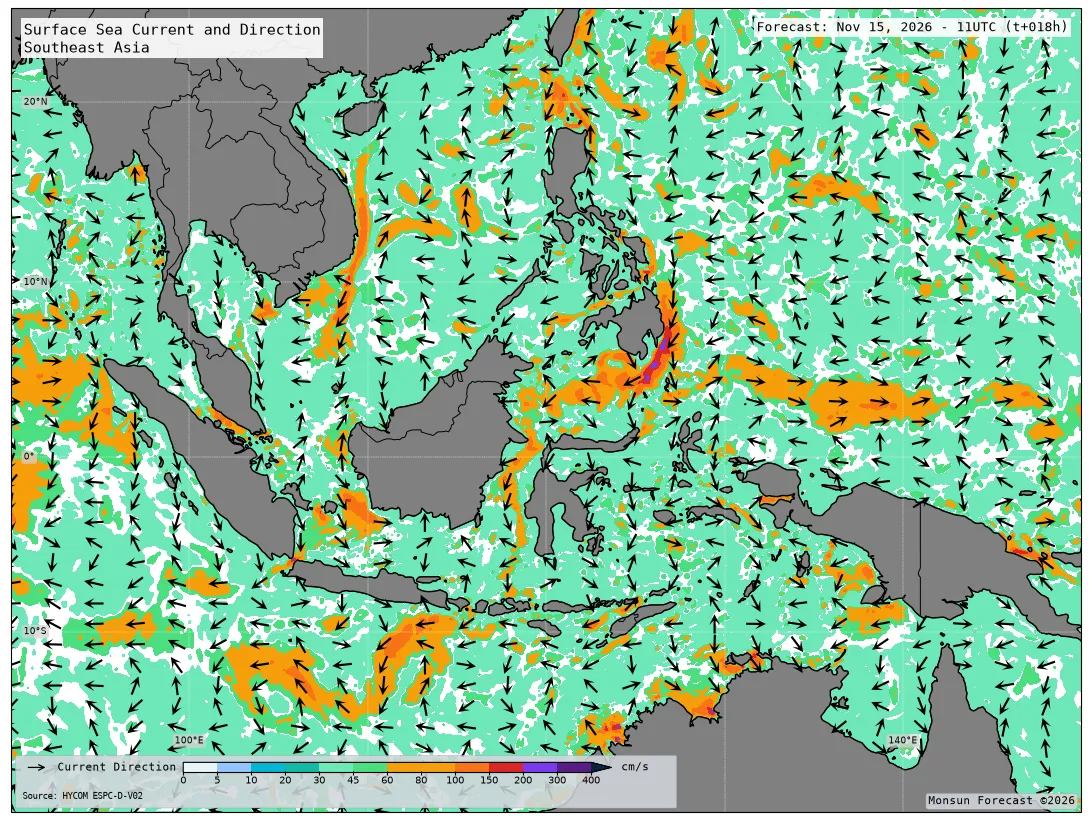 Surface Sea Current and Direction
Southeast Asia
Forecast: Nov 15, 2026 - 11UTC (t+018h)
20°N
10°N
0°
10°S
100°E
140°E
Current Direction
0 5 10 20 30 45 60 80 100 150 200 300 400 cm/s
Source: HYCOM ESPC-D-V02
Monsun Forecast ©2026